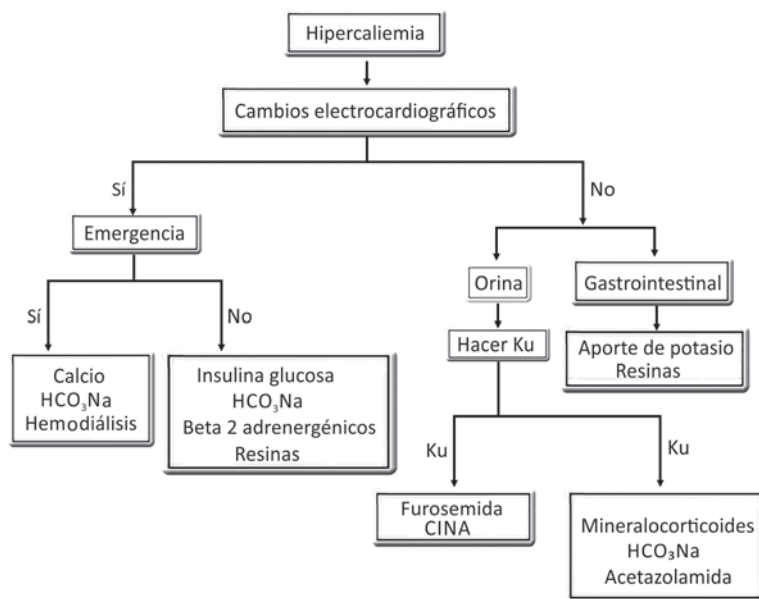 Hipercaliemia
Cambios electrocardiográficos
Sí
No
Emergencia
Orina
Gastrointestinal
Sí
No
Hacer Ku
Aporte de potasio
Resinas
Calcio
HCO₃Na
Hemodiálisis
Insulina glucosa
HCO₃Na
Beta 2 adrenergénicos
Resinas
Ku
Ku
Furosemida
CINA
Mineralocorticoides
HCO₃Na
Acetazolamida